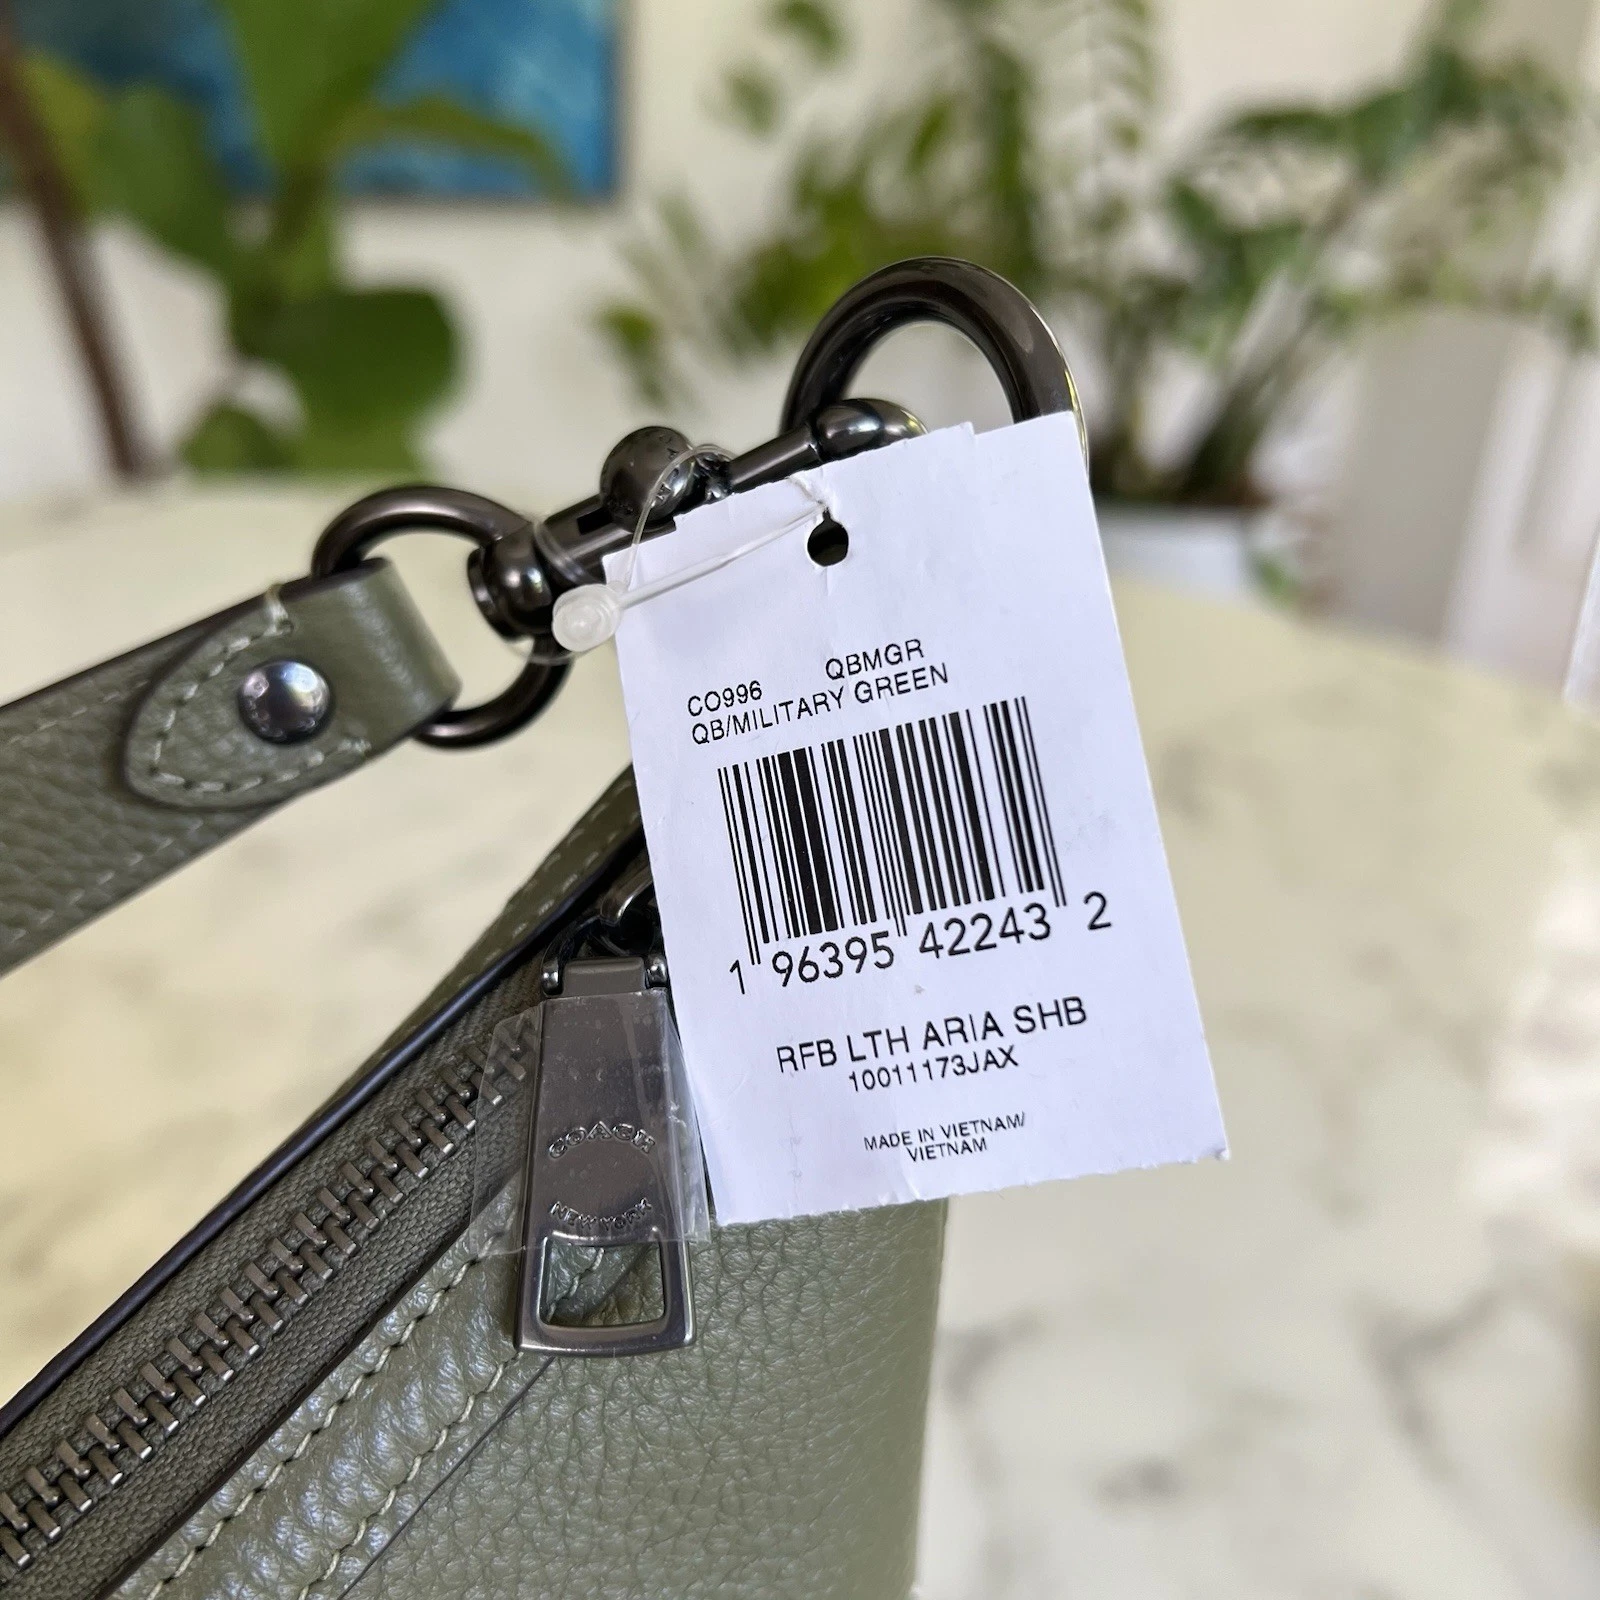 QBMGR
CO996
QB/MILITARY GREEN
1 96395 42243 2
RFB LTH ARIA SHB
10011173JAX
MADE IN VIETNAM/
VIETNAM
COACH
NEW YORK